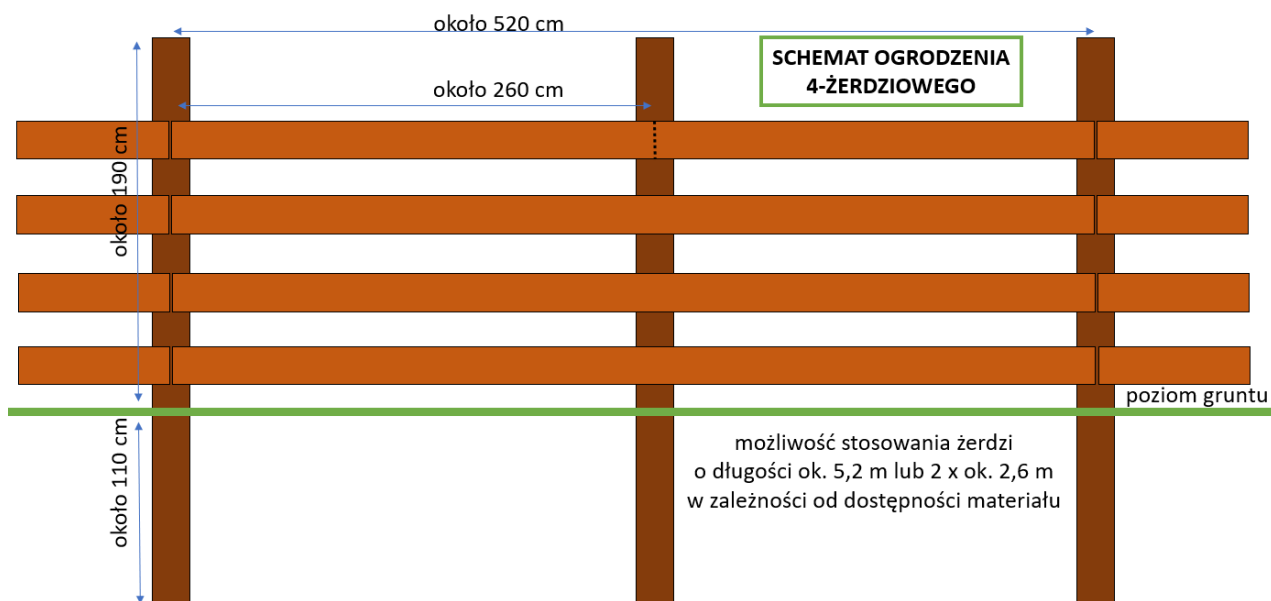 około 520 cm
SCHEMAT OGRODZENIA
4-ŻERDZIOWEGO
około 260 cm
około 190 cm
poziom gruntu
około 110 cm
możliwość stosowania żerdzi
o długości ok. 5,2 m lub 2 x ok. 2,6 m
w zależności od dostępności materiału